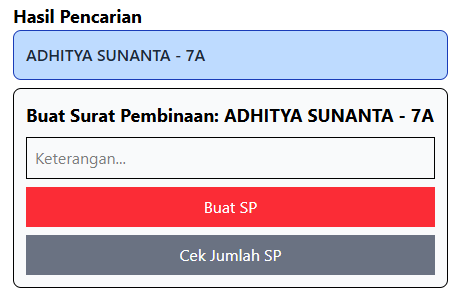 Hasil Pencarian
ADHITYA SUNANTA - 7A
Buat Surat Pembinaan: ADHITYA SUNANTA - 7A
Keterangan...
Buat SP
Cek Jumlah SP